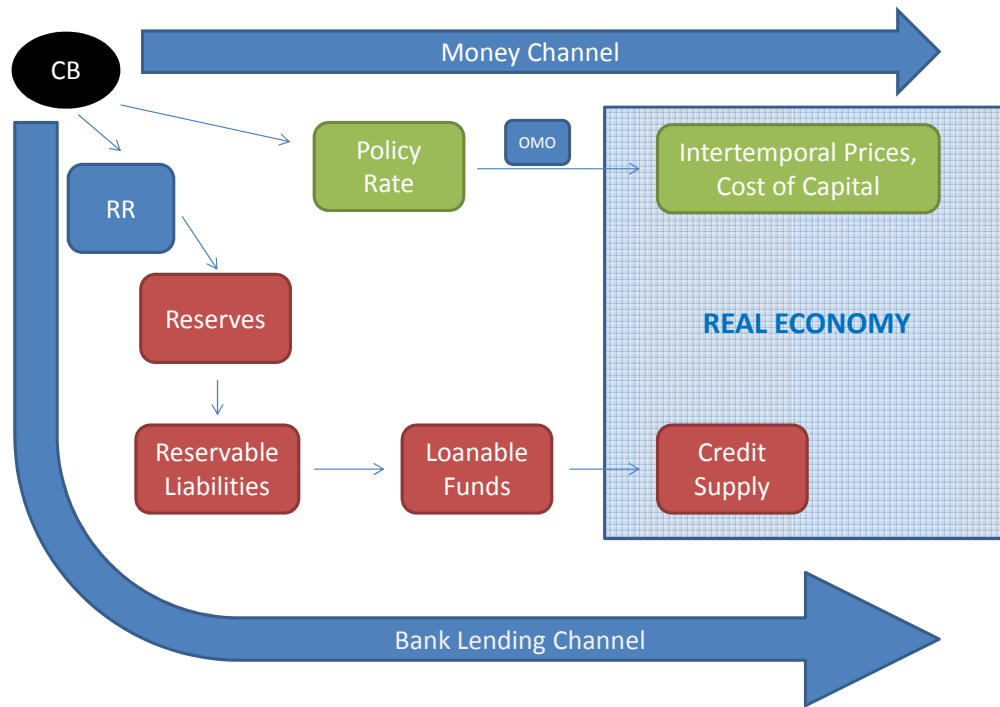 Money Channel
CB
Policy
Rate
OMO
Intertemporal Prices,
Cost of Capital
RR
Reserves
REAL ECONOMY
Reservable
Liabilities
Loanable
Funds
Credit
Supply
Bank Lending Channel